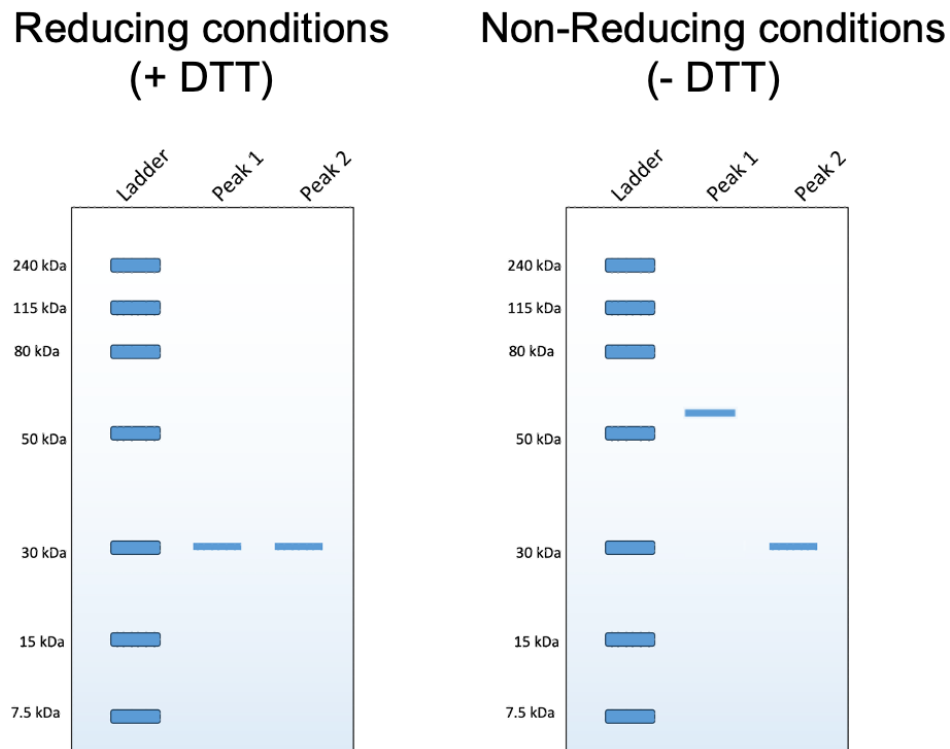 Reducing conditions
(+ DTT)
Ladder
Peak 1
Peak 2
240 kDa
115 kDa
80 kDa
50 kDa
30 kDa
15 kDa
7.5 kDa
Non-Reducing conditions
(- DTT)
Ladder
Peak 1
Peak 2
240 kDa
115 kDa
80 kDa
50 kDa
30 kDa
15 kDa
7.5 kDa